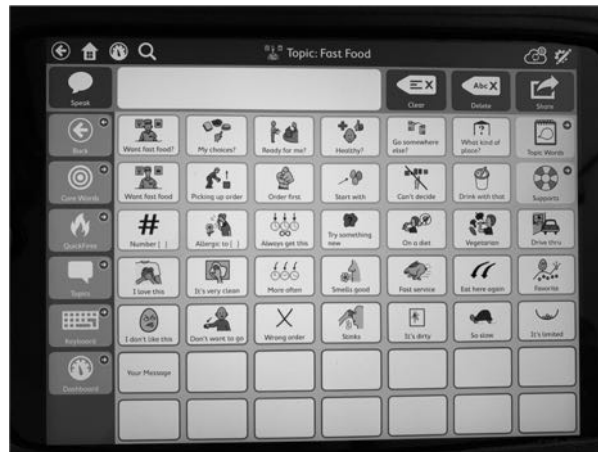 Topic: Fast Food
Speak
Clear
Abc
Delete
Share
Back
Want fast food?
My choices?
Ready for me?
Healthy?
Go somewhere
else?
What kind of
place?
Topic Words
Core Words
Want fast food
Picking up order
Order first
Start with
Can't decide
Drink with that
Supports
QuickFires
#
Number [ ]
Allergic to [ ]
Always get this
Try something
new
On a diet
Vegetarian
Drive thru
Topics
I love this
It's very clean
More often
Smells good
Fast service
Eat here again
Favorite
Keyboard
I don't like this
Don't want to go
Wrong order
Stinks
It's dirty
So slow
It's limited
Dashboard
Your Message